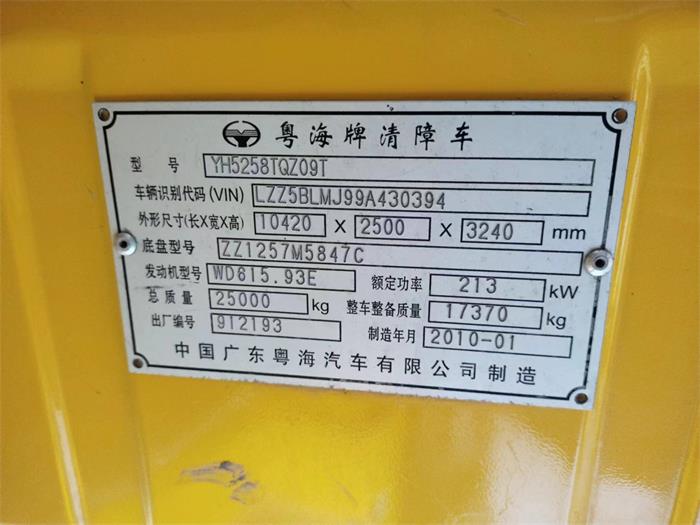 粤海牌清障车
型号 YH5258TQZ09T
车辆识别代码(VIN) LZZ5BLMJ99A430394
外形尺寸(长X宽X高) 10420 X 2500 X 3240 mm
底盘型号 ZZ1257M5847C
发动机型号 WD615.93E 额定功率 213 kW
总质量 25000 kg 整车整备质量 17370 kg
出厂编号 912193 制造年月 2010-01
中国广东粤海汽车有限公司制造